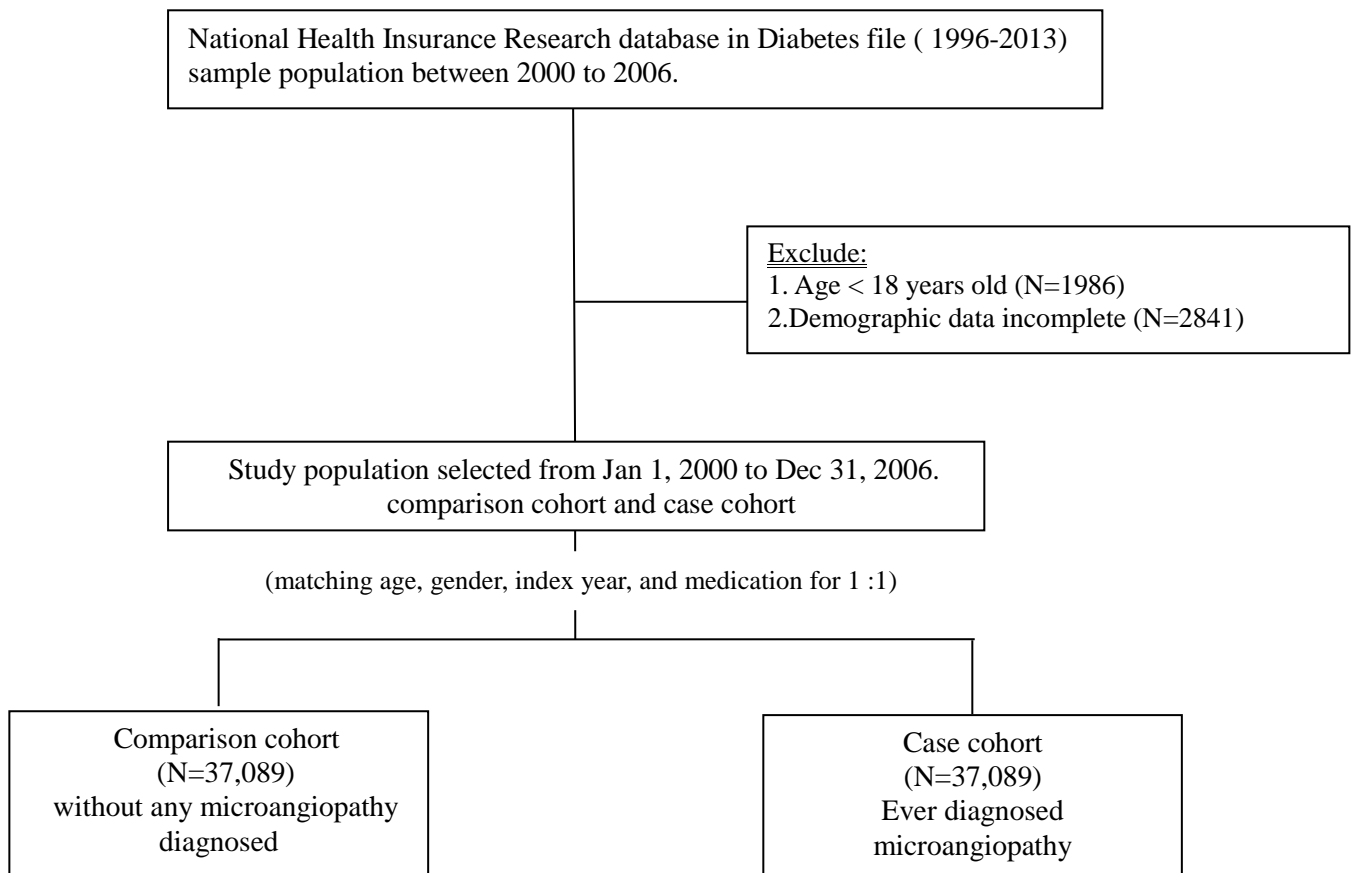 National Health Insurance Research database in Diabetes file ( 1996-2013)
sample population between 2000 to 2006.
Exclude:
1. Age < 18 years old (N=1986)
2.Demographic data incomplete (N=2841)
Study population selected from Jan 1, 2000 to Dec 31, 2006.
comparison cohort and case cohort
(matching age, gender, index year, and medication for 1 :1)
Comparison cohort
(N=37,089)
without any microangiopathy
diagnosed
Case cohort
(N=37,089)
Ever diagnosed
microangiopathy